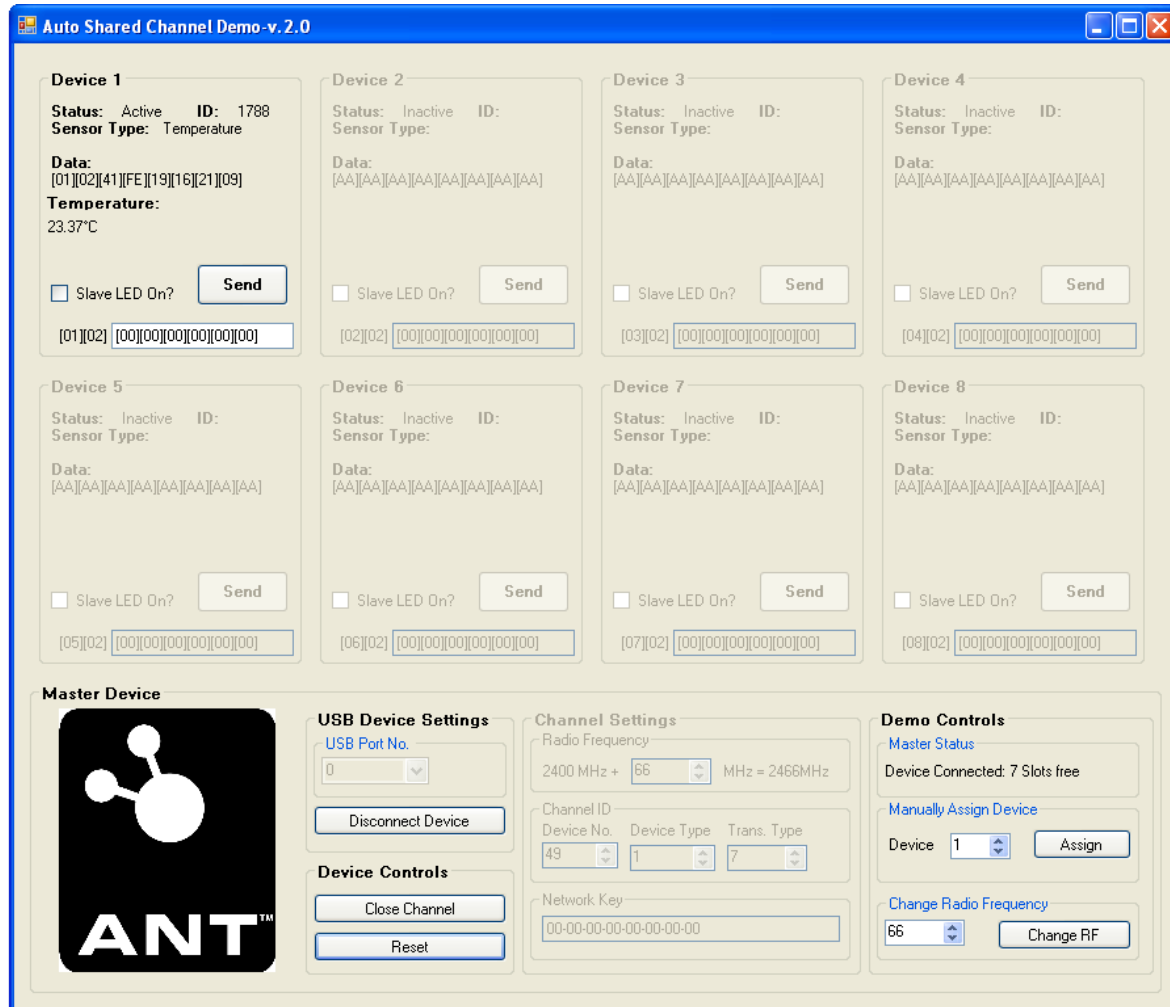 Auto Shared Channel Demo-v.2.0
Device 1
Status: Active ID: 1788
Sensor Type: Temperature
Data:
[01][02][41][FE][19][16][21][09]
Temperature:
23.37°C
Slave LED On? Send
[01][02] [00][00][00][00][00][00]
Device 2
Status: Inactive ID:
Sensor Type:
Data:
[AA][AA][AA][AA][AA][AA][AA][AA]
Slave LED On? Send
[02][02] [00][00][00][00][00][00]
Device 3
Status: Inactive ID:
Sensor Type:
Data:
[AA][AA][AA][AA][AA][AA][AA][AA]
Slave LED On? Send
[03][02] [00][00][00][00][00][00]
Device 4
Status: Inactive ID:
Sensor Type:
Data:
[AA][AA][AA][AA][AA][AA][AA][AA]
Slave LED On? Send
[04][02] [00][00][00][00][00][00]
Device 5
Status: Inactive ID:
Sensor Type:
Data:
[AA][AA][AA][AA][AA][AA][AA][AA]
Slave LED On? Send
[05][02] [00][00][00][00][00][00]
Device 6
Status: Inactive ID:
Sensor Type:
Data:
[AA][AA][AA][AA][AA][AA][AA][AA]
Slave LED On? Send
[06][02] [00][00][00][00][00][00]
Device 7
Status: Inactive ID:
Sensor Type:
Data:
[AA][AA][AA][AA][AA][AA][AA][AA]
Slave LED On? Send
[07][02] [00][00][00][00][00][00]
Device 8
Status: Inactive ID:
Sensor Type:
Data:
[AA][AA][AA][AA][AA][AA][AA][AA]
Slave LED On? Send
[08][02] [00][00][00][00][00][00]
Master Device
ANT™
USB Device Settings
USB Port No.
0
Disconnect Device
Device Controls
Close Channel
Reset
Channel Settings
Radio Frequency
2400 MHz + 66 MHz = 2466MHz
Channel ID
Device No. Device Type Trans. Type
49 1 7
Network Key
00-00-00-00-00-00-00-00
Demo Controls
Master Status
Device Connected: 7 Slots free
Manually Assign Device
Device 1 Assign
Change Radio Frequency
66 Change RF